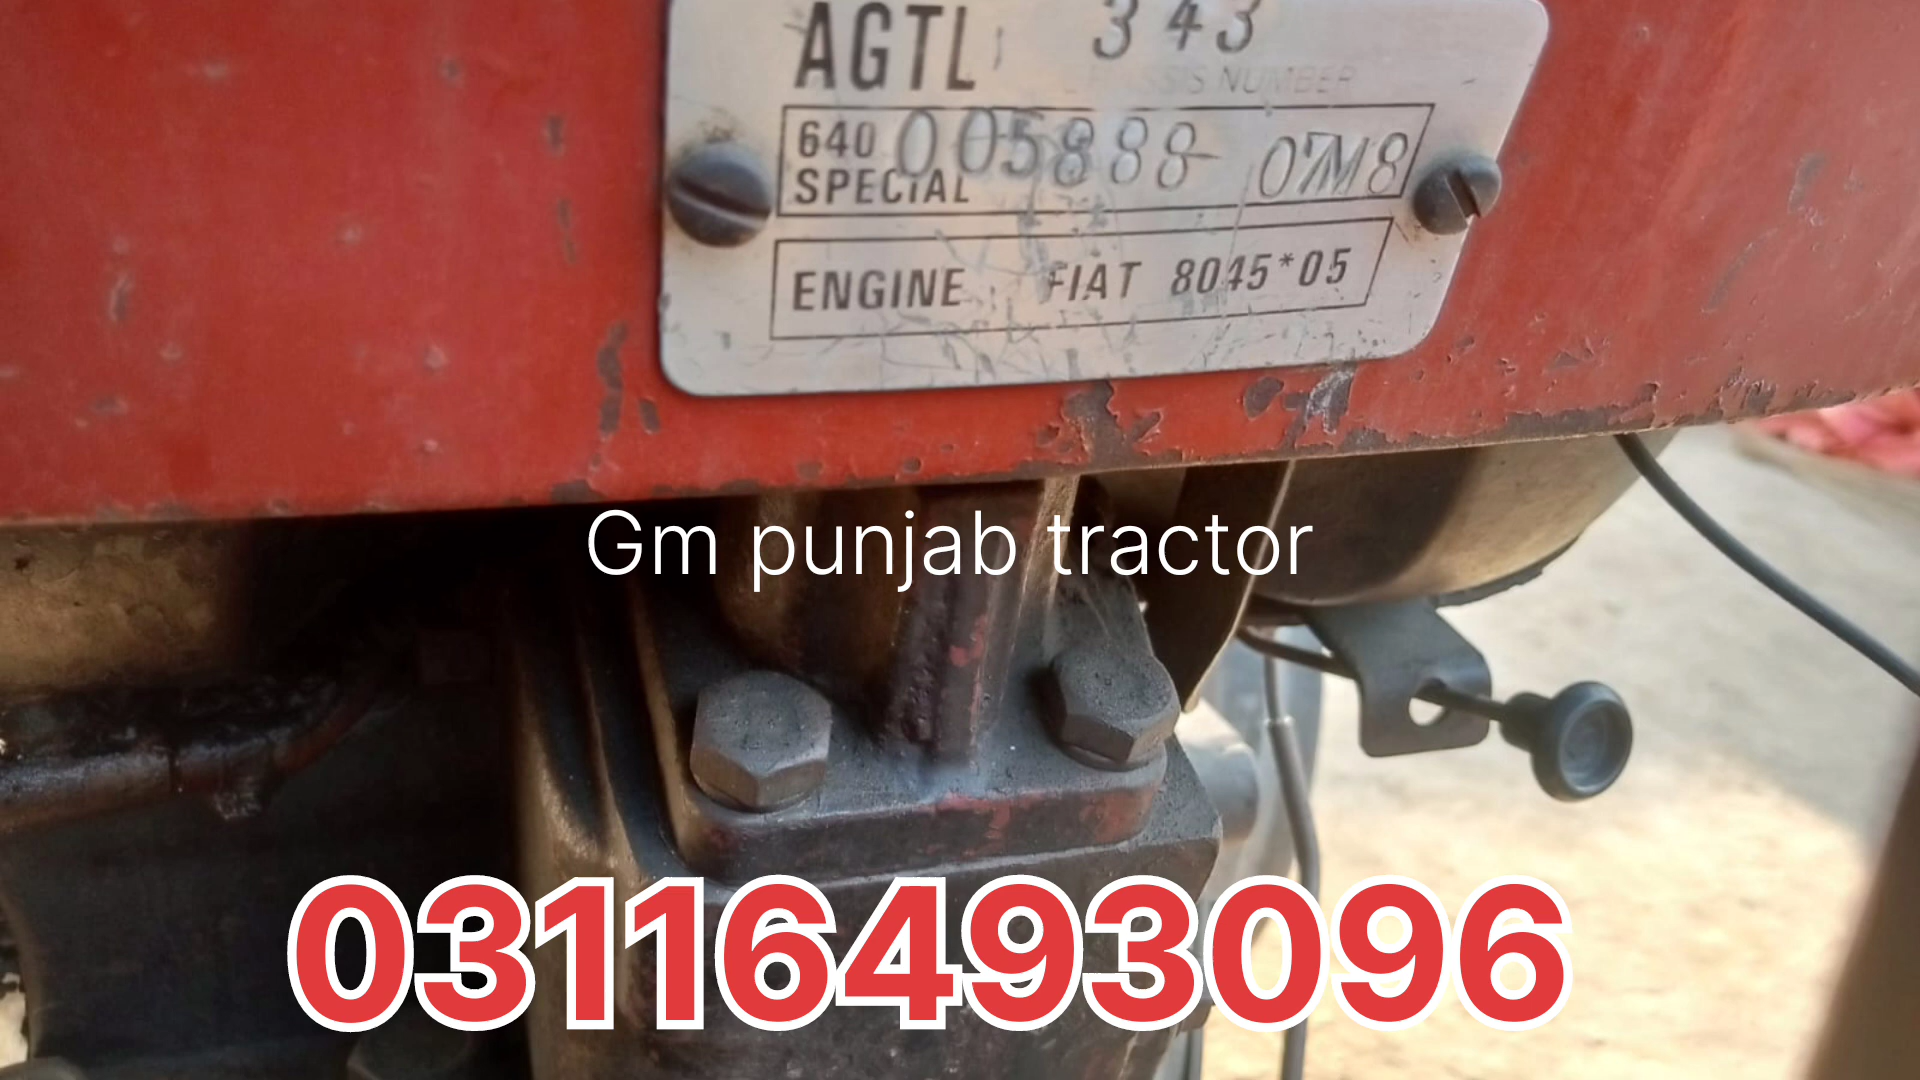 AGTL 343
CHASSIS NUMBER
640 SPECIAL 005888- 07M8
ENGINE FIAT 8045*05
Gm punjab tractor
03116493096